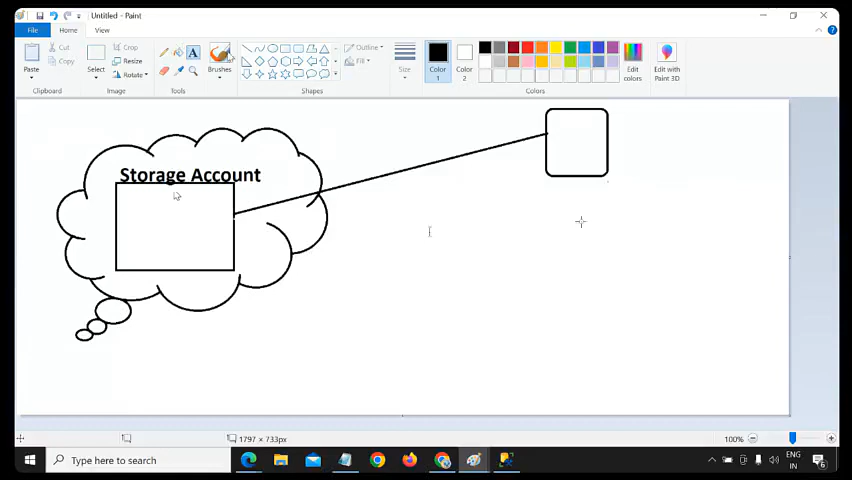 Untitled - Paint
File
Home
View
Paste
Cut
Copy
Clipboard
Select
Crop
Resize
Rotate
Image
Tools
Brushes
Outline
Fill
Shapes
Size
Color
1
Color
2
Colors
Edit
colors
Edit with
Paint 3D
Storage Account
1797 × 733px
100%
Type here to search
ENG
IN
6